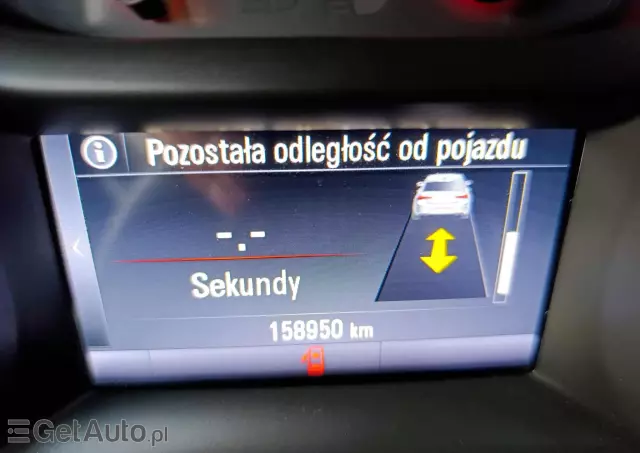 Pozostała odległość od pojazdu
-.-
Sekundy
158950 km
GetAuto.pl